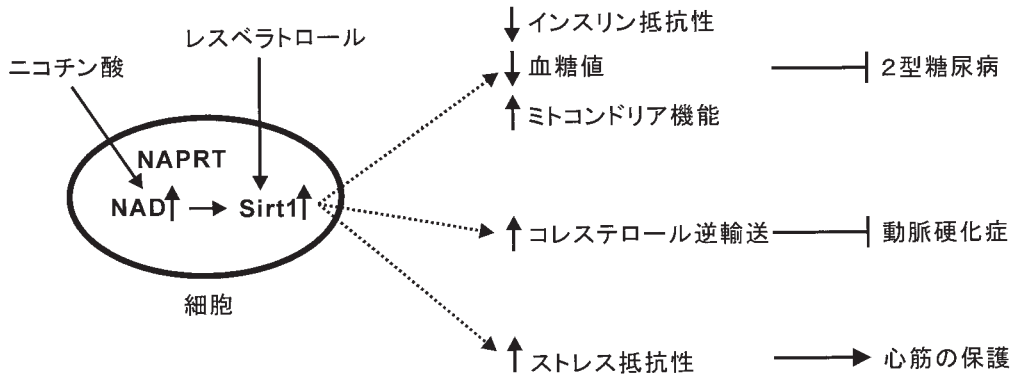 レスベラトロール
ニコチン酸
NAPRT
NAD
Sirt1
細胞
インスリン抵抗性
血糖値
2型糖尿病
ミトコンドリア機能
コレステロール逆輸送
動脈硬化症
ストレス抵抗性
心筋の保護